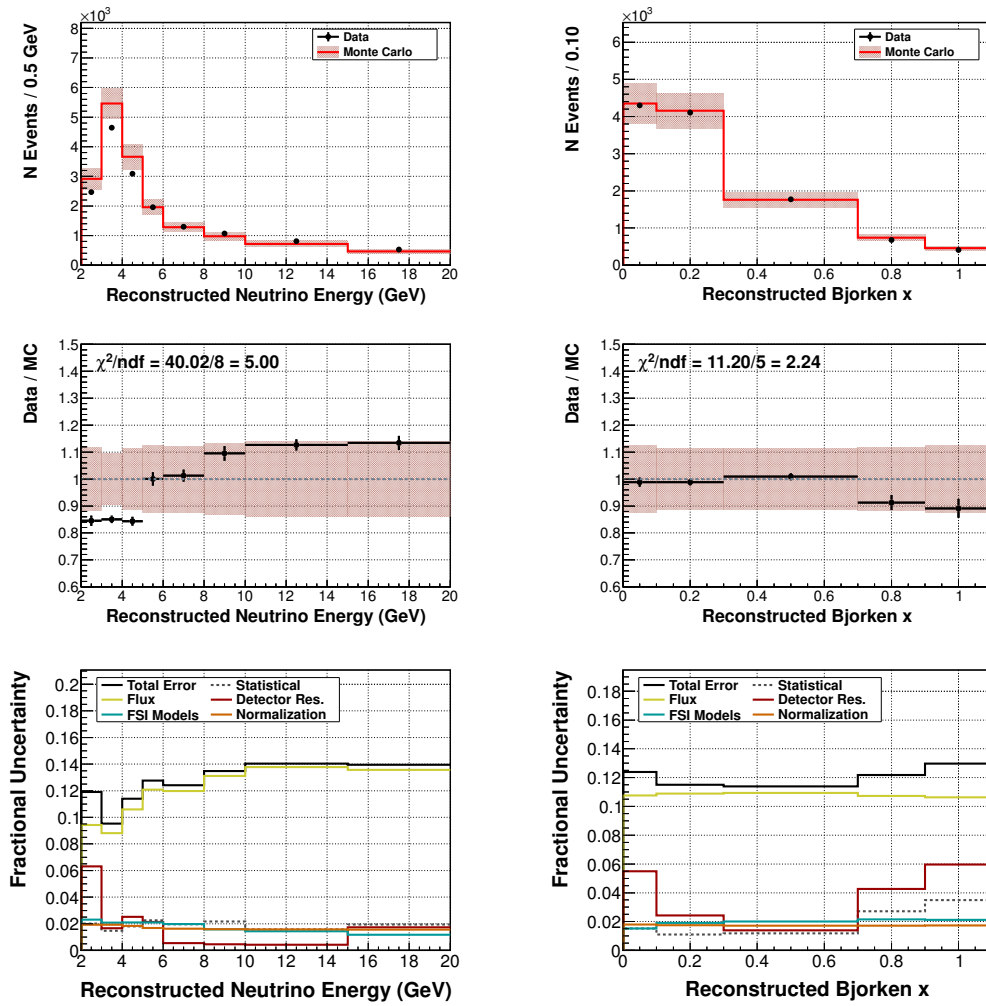 ×10³
8
7
6
5
4
3
2
1
0
N Events / 0.5 GeV
Data
Monte Carlo
2 4 6 8 10 12 14 16 18 20
Reconstructed Neutrino Energy (GeV)
×10³
6
5
4
3
2
1
0
N Events / 0.10
Data
Monte Carlo
0 0.2 0.4 0.6 0.8 1
Reconstructed Bjorken x
1.5
1.4
1.3
1.2
1.1
1
0.9
0.8
0.7
0.6
Data / MC
χ²/ndf = 40.02/8 = 5.00
2 4 6 8 10 12 14 16 18 20
Reconstructed Neutrino Energy (GeV)
1.5
1.4
1.3
1.2
1.1
1
0.9
0.8
0.7
0.6
Data / MC
χ²/ndf = 11.20/5 = 2.24
0 0.2 0.4 0.6 0.8 1
Reconstructed Bjorken x
0.2
0.18
0.16
0.14
0.12
0.1
0.08
0.06
0.04
0.02
0
Fractional Uncertainty
Total Error Statistical
Flux Detector Res.
FSI Models Normalization
2 4 6 8 10 12 14 16 18 20
Reconstructed Neutrino Energy (GeV)
0.18
0.16
0.14
0.12
0.1
0.08
0.06
0.04
0.02
0
Fractional Uncertainty
Total Error Statistical
Flux Detector Res.
FSI Models Normalization
0 0.2 0.4 0.6 0.8 1
Reconstructed Bjorken x